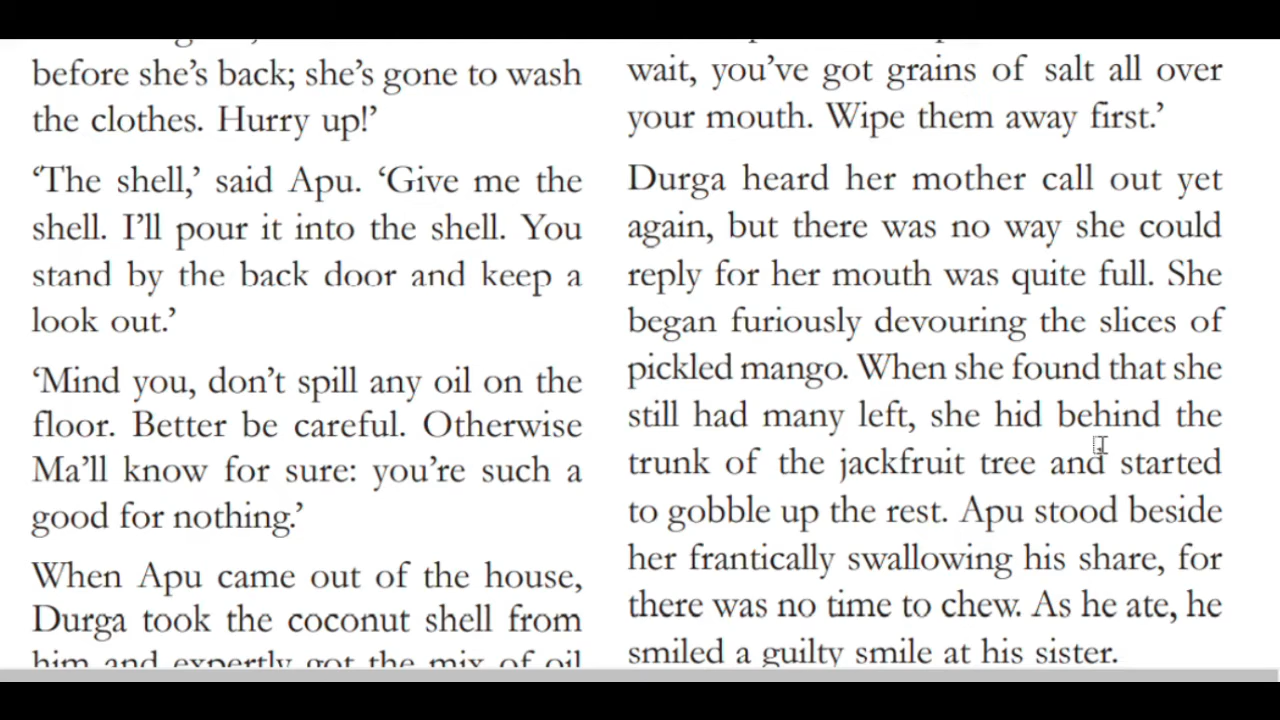 before she's back; she's gone to wash
the clothes. Hurry up!’
‘The shell,’ said Apu. ‘Give me the
shell. I’ll pour it into the shell. You
stand by the back door and keep a
look out.’
‘Mind you, don’t spill any oil on the
floor. Better be careful. Otherwise
Ma’ll know for sure: you’re such a
good for nothing.’
When Apu came out of the house,
Durga took the coconut shell from
him and expertly got the mix of oil
wait, you’ve got grains of salt all over
your mouth. Wipe them away first.’
Durga heard her mother call out yet
again, but there was no way she could
reply for her mouth was quite full. She
began furiously devouring the slices of
pickled mango. When she found that she
still had many left, she hid behind the
trunk of the jackfruit tree and started
to gobble up the rest. Apu stood beside
her frantically swallowing his share, for
there was no time to chew. As he ate, he
smiled a guilty smile at his sister.